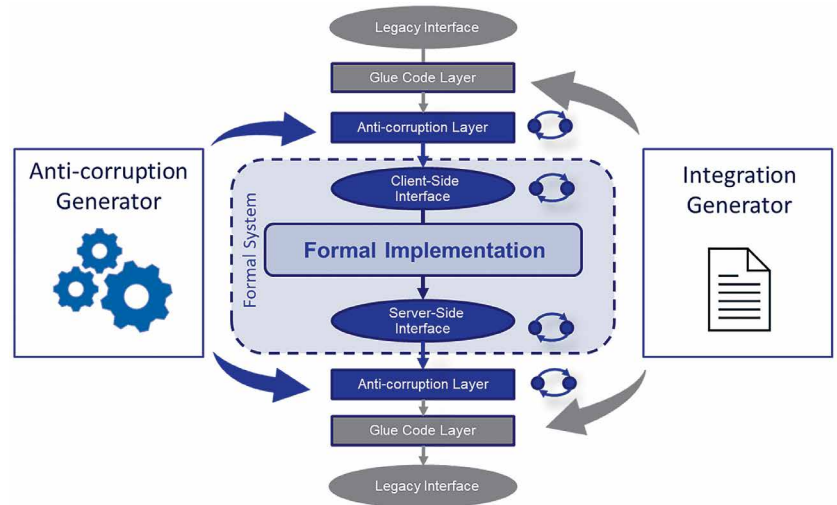 Legacy Interface
Glue Code Layer
Anti-corruption Layer
Anti-corruption
Generator
Client-Side
Interface
Integration
Generator
Formal System
Formal Implementation
Server-Side
Interface
Anti-corruption Layer
Glue Code Layer
Legacy Interface